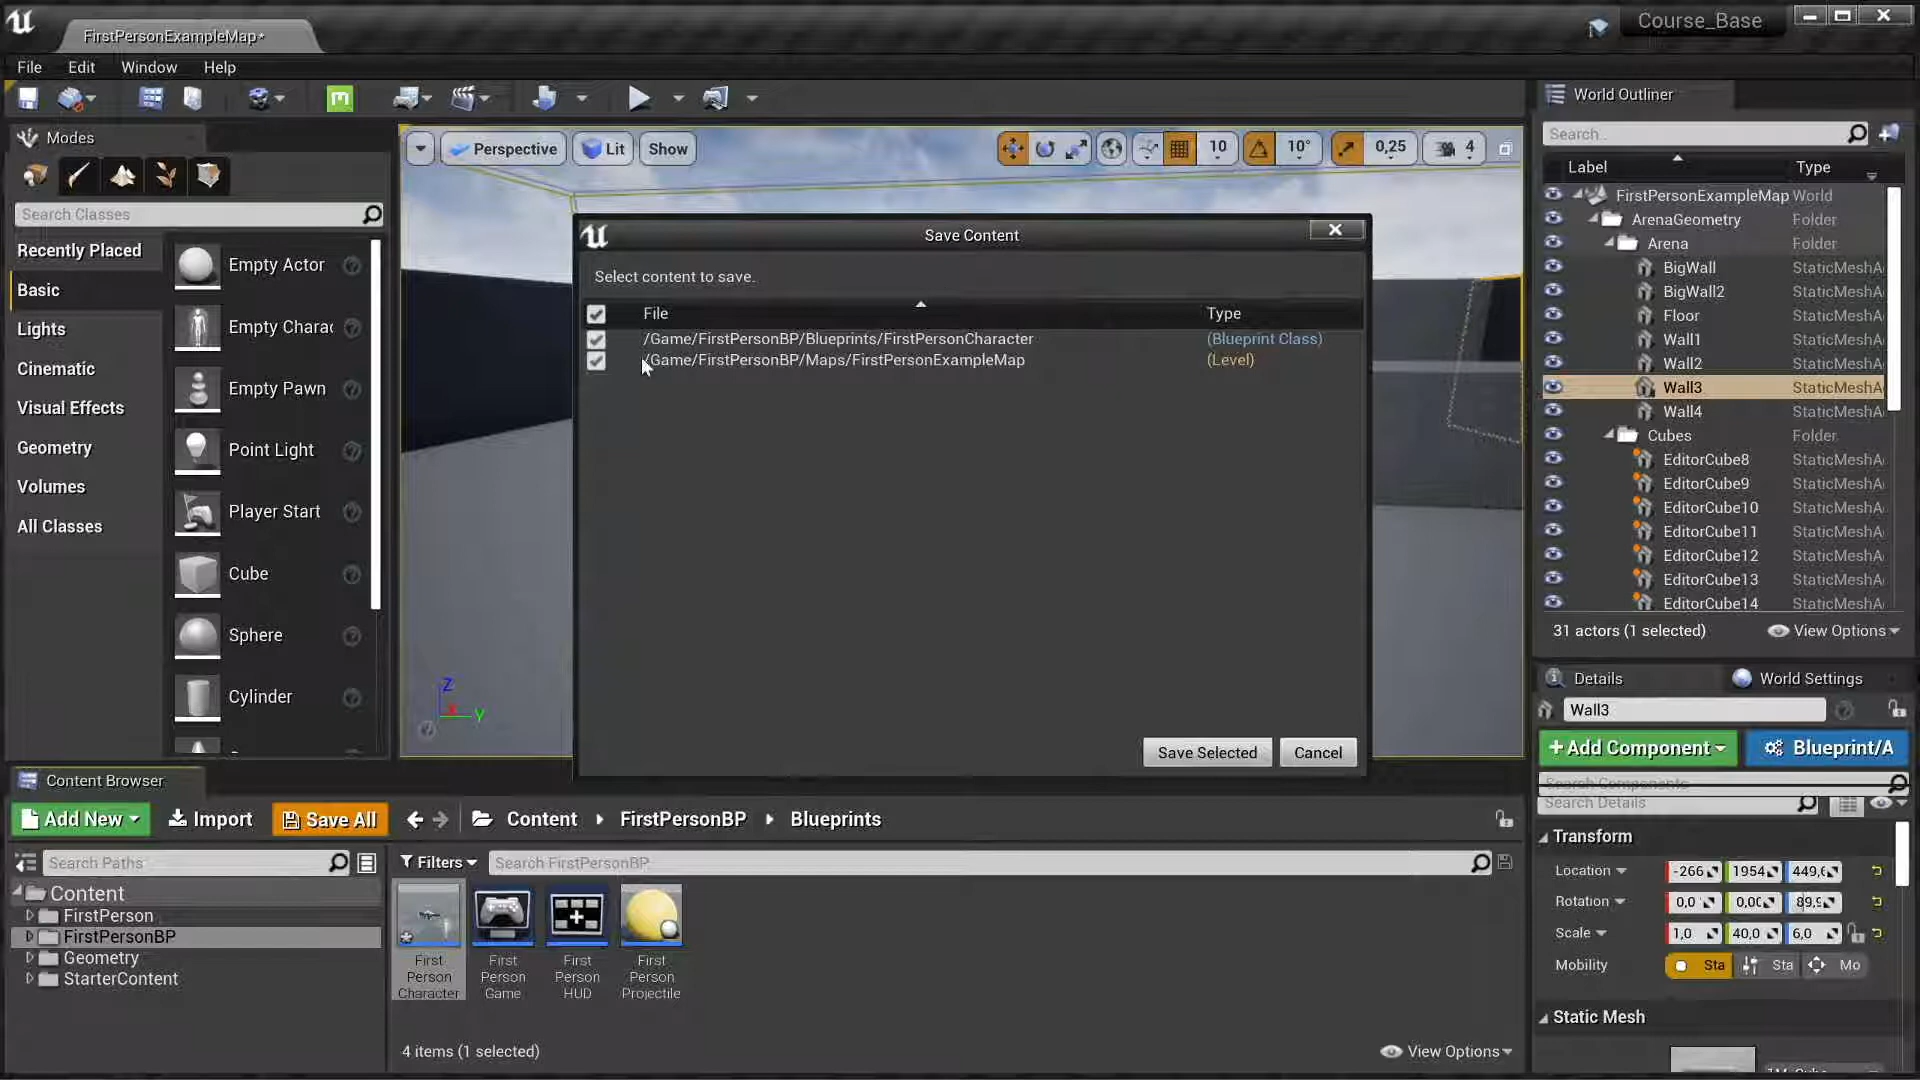 FirstPersonExampleMap*
Course_Base
File Edit Window Help
Modes
Search Classes
Recently Placed
Basic
Lights
Cinematic
Visual Effects
Geometry
Volumes
All Classes
Empty Actor
Empty Charac
Empty Pawn
Point Light
Player Start
Cube
Sphere
Cylinder
Perspective Lit Show
10 10° 0,25 4
Save Content
Select content to save.
File Type
/Game/FirstPersonBP/Blueprints/FirstPersonCharacter (Blueprint Class)
/Game/FirstPersonBP/Maps/FirstPersonExampleMap (Level)
Save Selected Cancel
Z
X
Y
World Outliner
Search..
Label Type
FirstPersonExampleMap World
ArenaGeometry Folder
Arena Folder
BigWall StaticMeshA
BigWall2 StaticMeshA
Floor StaticMeshA
Wall1 StaticMeshA
Wall2 StaticMeshA
Wall3 StaticMeshA
Wall4 StaticMeshA
Cubes Folder
EditorCube8 StaticMeshA
EditorCube9 StaticMeshA
EditorCube10 StaticMeshA
EditorCube11 StaticMeshA
EditorCube12 StaticMeshA
EditorCube13 StaticMeshA
EditorCube14 StaticMeshA
31 actors (1 selected) View Options
Details World Settings
Wall3
+Add Component Blueprint/A
Search Components
Search Details
Transform
Location -266 1954 449,6
Rotation 0,0 0,00 89,9
Scale 1,0 40,0 6,0
Mobility Sta Sta Mo
Static Mesh
Content Browser
Add New Import Save All Content FirstPersonBP Blueprints
Search Paths
Content
FirstPerson
FirstPersonBP
Geometry
StarterContent
Filters Search FirstPersonBP
First Person Character
First Person Game
First Person HUD
First Person Projectile
4 items (1 selected) View Options